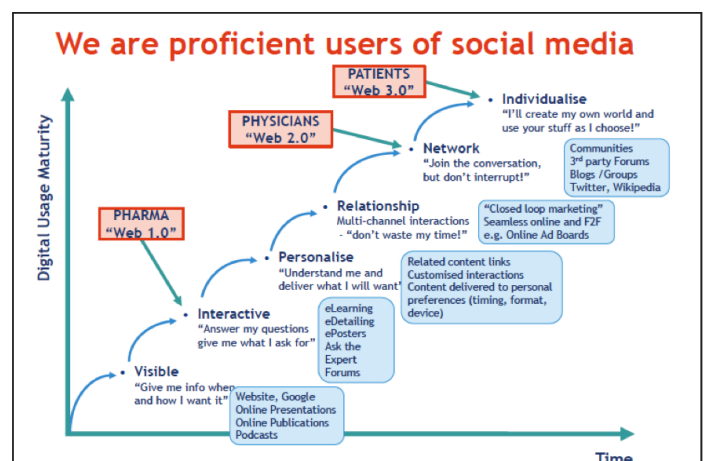 We are proficient users of social media
Digital Usage Maturity
PATIENTS
“Web 3.0”
• Individualise
“I’ll create my own world and
use your stuff as I choose!”
PHYSICIANS
“Web 2.0”
• Network
“Join the conversation,
but don’t interrupt!”
Communities
3rd party Forums
Blogs /Groups
Twitter, Wikipedia
• Relationship
Multi-channel interactions
- “don’t waste my time!”
“Closed loop marketing”
Seamless online and F2F
e.g. Online Ad Boards
PHARMA
“Web 1.0”
• Personalise
“Understand me and
deliver what I will want”
Related content links
Customised interactions
Content delivered to personal
preferences (timing, format,
device)
• Interactive
“Answer my questions
give me what I ask for”
eLearning
eDetailing
ePosters
Ask the
Expert
Forums
• Visible
“Give me info when
and how I want it”
Website, Google
Online Presentations
Online Publications
Podcasts
Time